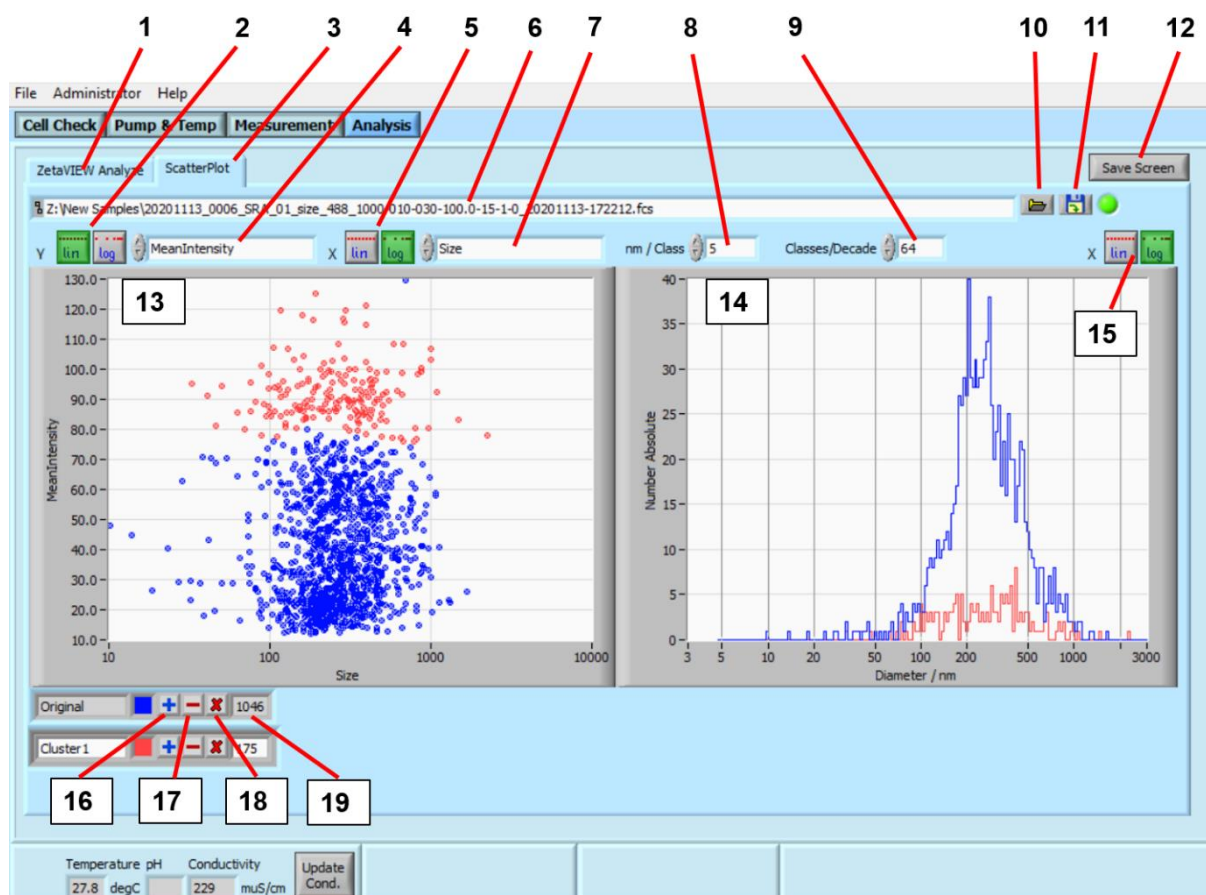 1 2 3 4 5 6 7 8 9 10 11 12
File Administrator Help
Cell Check Pump & Temp Measurement Analysis
ZetaVIEW Analyze ScatterPlot Save Screen
Z:\New Samples\20201113_0006_SRA_01_size_488_1000-010-030-100.0-15-1-0_20201113-172212.fcs
Y lin log MeanIntensity X lin log Size nm / Class 5 Classes/Decade 64 X lin log
13
130.0
120.0
110.0
100.0
90.0
80.0
70.0
60.0
50.0
40.0
30.0
20.0
10.0
MeanIntensity
10 100 1000 10000
Size
14
15
40
35
30
25
20
15
10
5
0
Number Absolute
3 5 10 20 50 100 200 500 1000 3000
Diameter / nm
Original 1046
Cluster1 175
16 17 18 19
Temperature pH Conductivity Update Cond.
27.8 degC 229 muS/cm